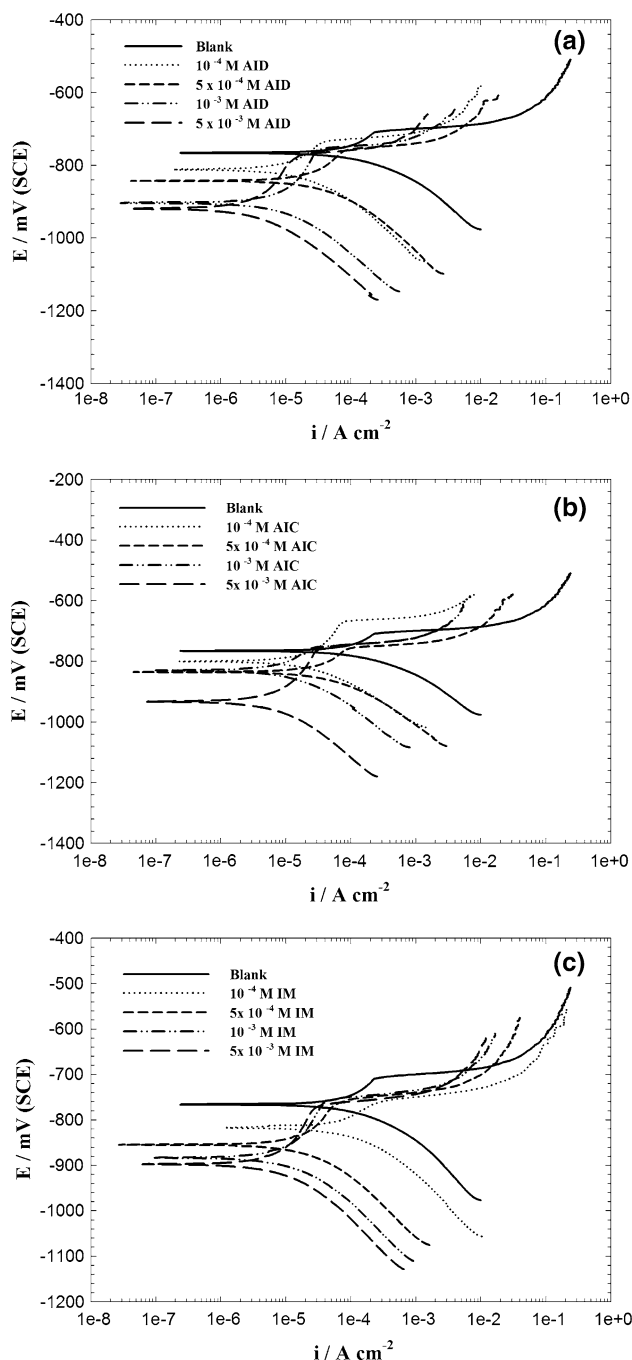 (a)
Blank
10⁻⁴ M AID
5 x 10⁻⁴ M AID
10⁻³ M AID
5 x 10⁻³ M AID
-400
-600
-800
-1000
-1200
-1400
E / mV (SCE)
1e-8 1e-7 1e-6 1e-5 1e-4 1e-3 1e-2 1e-1 1e+0
i / A cm⁻²
(b)
Blank
10⁻⁴ M AIC
5x 10⁻⁴ M AIC
10⁻³ M AIC
5x 10⁻³ M AIC
-200
-400
-600
-800
-1000
-1200
-1400
E / mV (SCE)
1e-8 1e-7 1e-6 1e-5 1e-4 1e-3 1e-2 1e-1 1e+0
i / A cm⁻²
(c)
Blank
10⁻⁴ M IM
5x 10⁻⁴ M IM
10⁻³ M IM
5x 10⁻³ M IM
-400
-500
-600
-700
-800
-900
-1000
-1100
-1200
E / mV (SCE)
1e-8 1e-7 1e-6 1e-5 1e-4 1e-3 1e-2 1e-1 1e+0
i / A cm⁻²